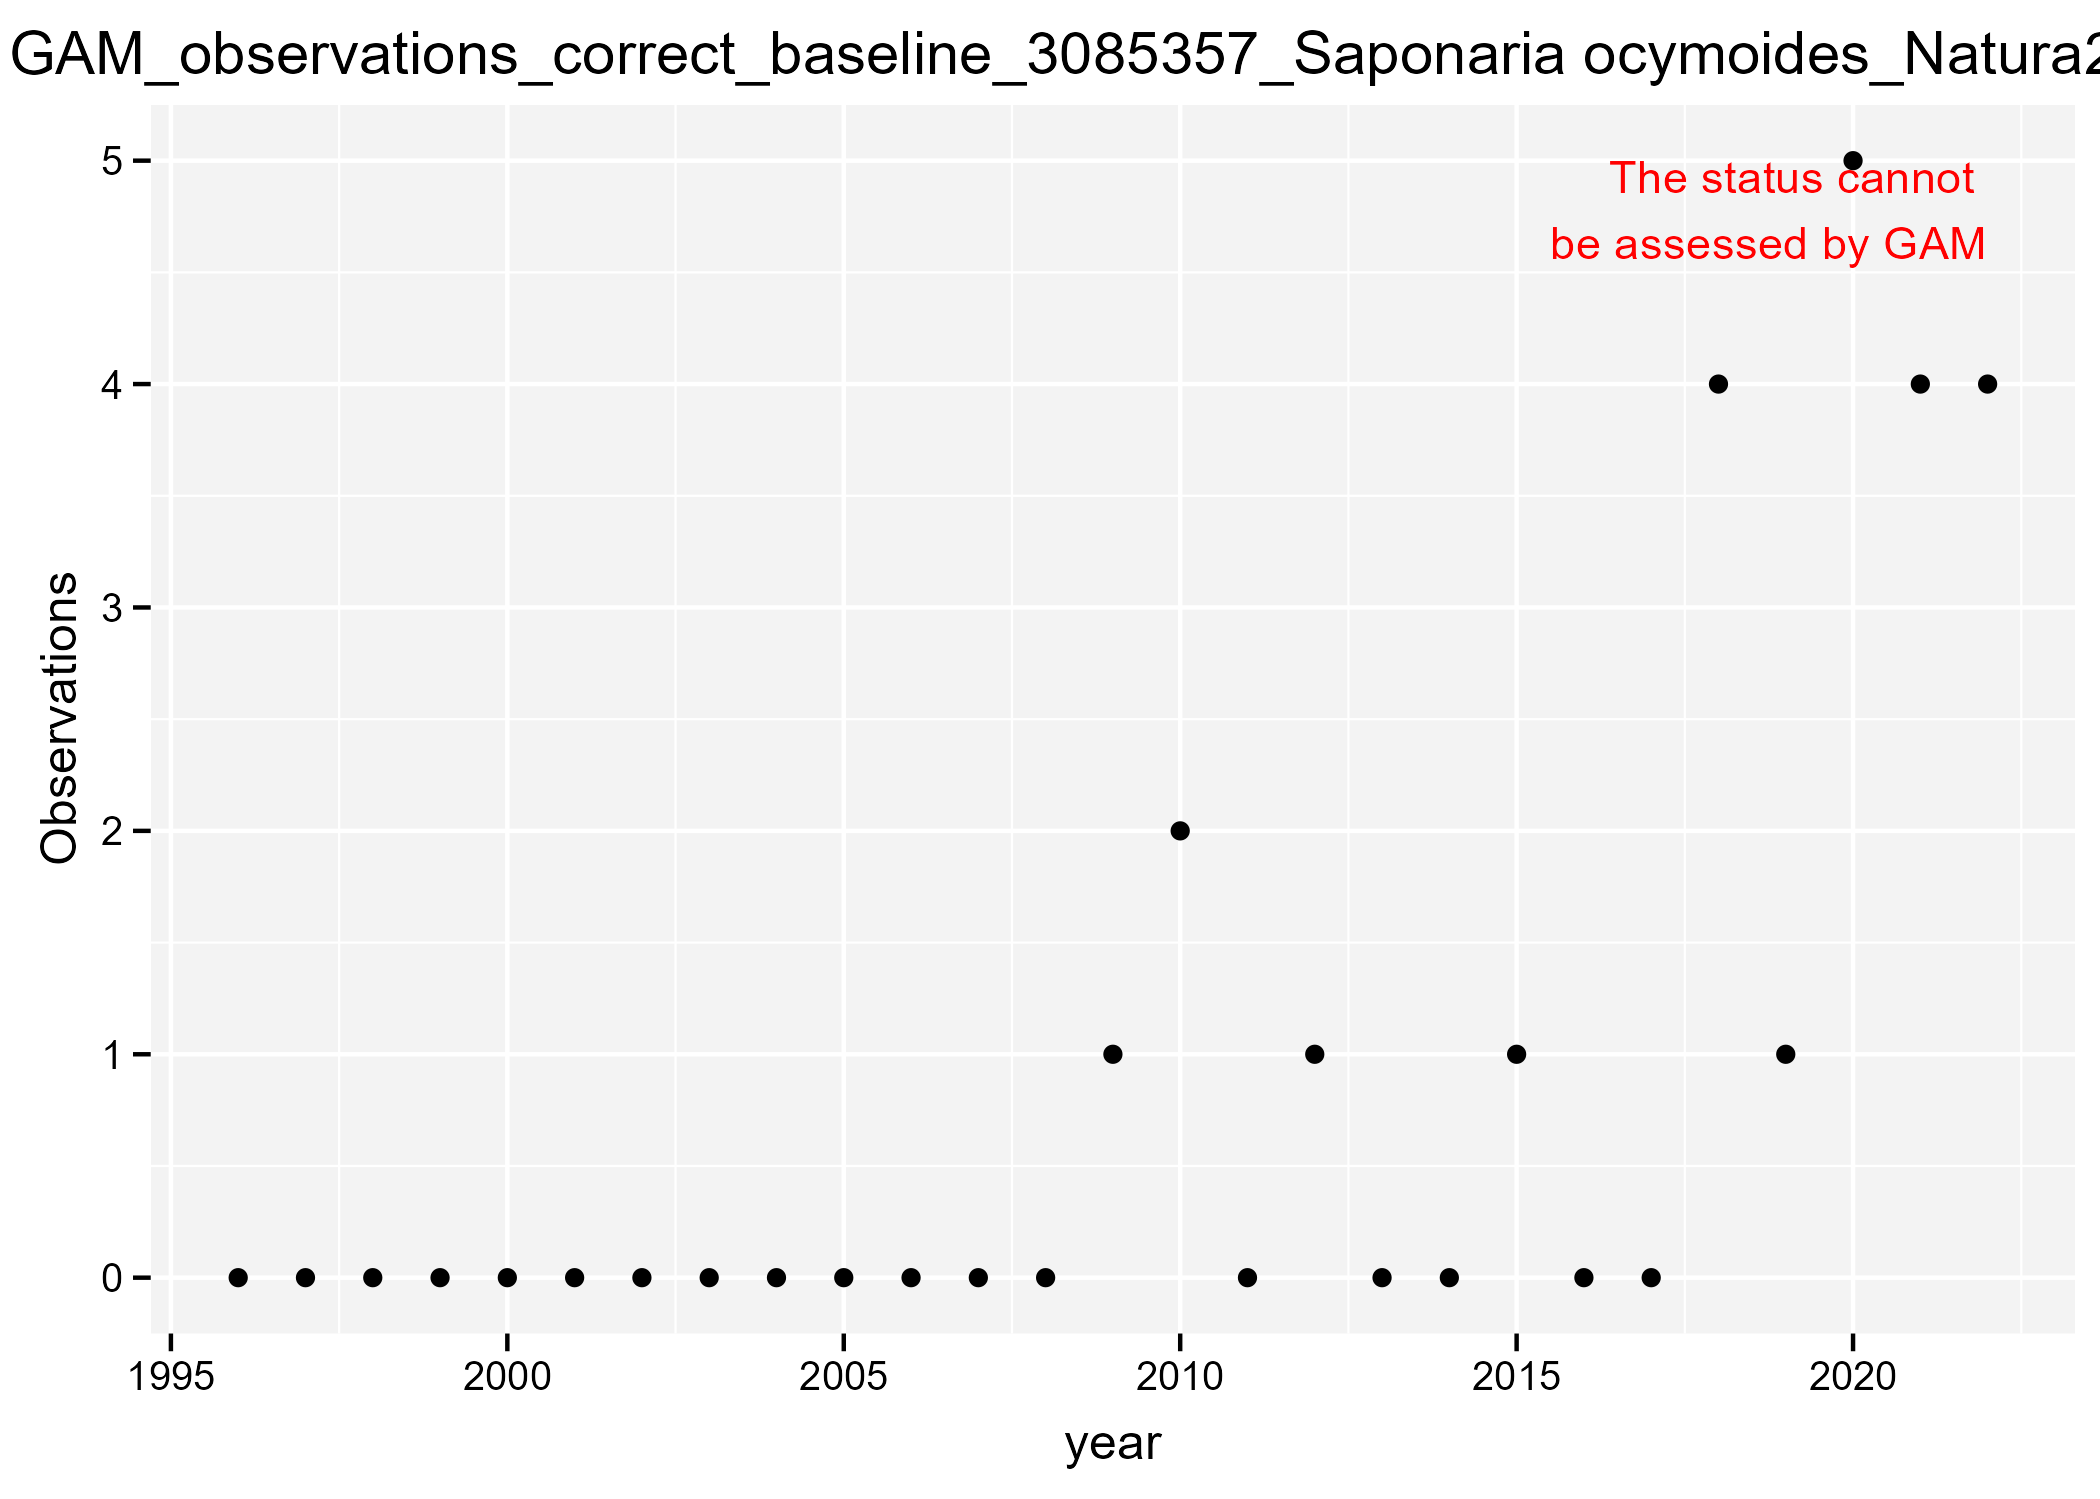 GAM_observations_correct_baseline_3085357_Saponaria ocymoides_Natura2
5
The status cannot
be assessed by GAM
4
3
Observations
2
1
0
1995 2000 2005 2010 2015 2020
year